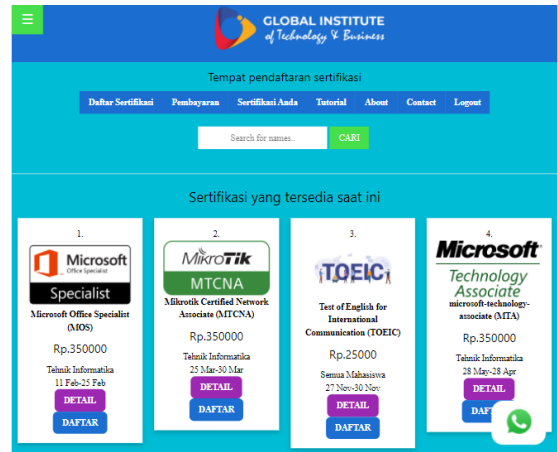 GLOBAL INSTITUTE
of Technology & Business
Tempat pendaftaran sertifikasi
Daftar Sertifikasi Pembayaran Sertifikasi Anda Tutorial About Contact Logout
Search for names..
CARI
Sertifikasi yang tersedia saat ini
1.
Microsoft
Office Specialist
Specialist
Microsoft Office Specialist
(MOS)
Rp.350000
Tehnik Informatika
11 Feb-25 Feb
DETAIL
DAFTAR
2.
MikroTik
MTCNA
Mikrotik Certified Network
Associate (MTCNA)
Rp.350000
Tehnik Informatika
25 Mar-30 Mar
DETAIL
DAFTAR
3.
TOEIC
Test of English for
International
Communication (TOEIC)
Rp.25000
Semua Mahasiswa
27 Nov-30 Nov
DETAIL
DAFTAR
4.
Microsoft
Technology
Associate
microsoft-technology-
associate (MTA)
Rp.350000
Tehnik Informatika
28 May-28 Apr
DETAIL